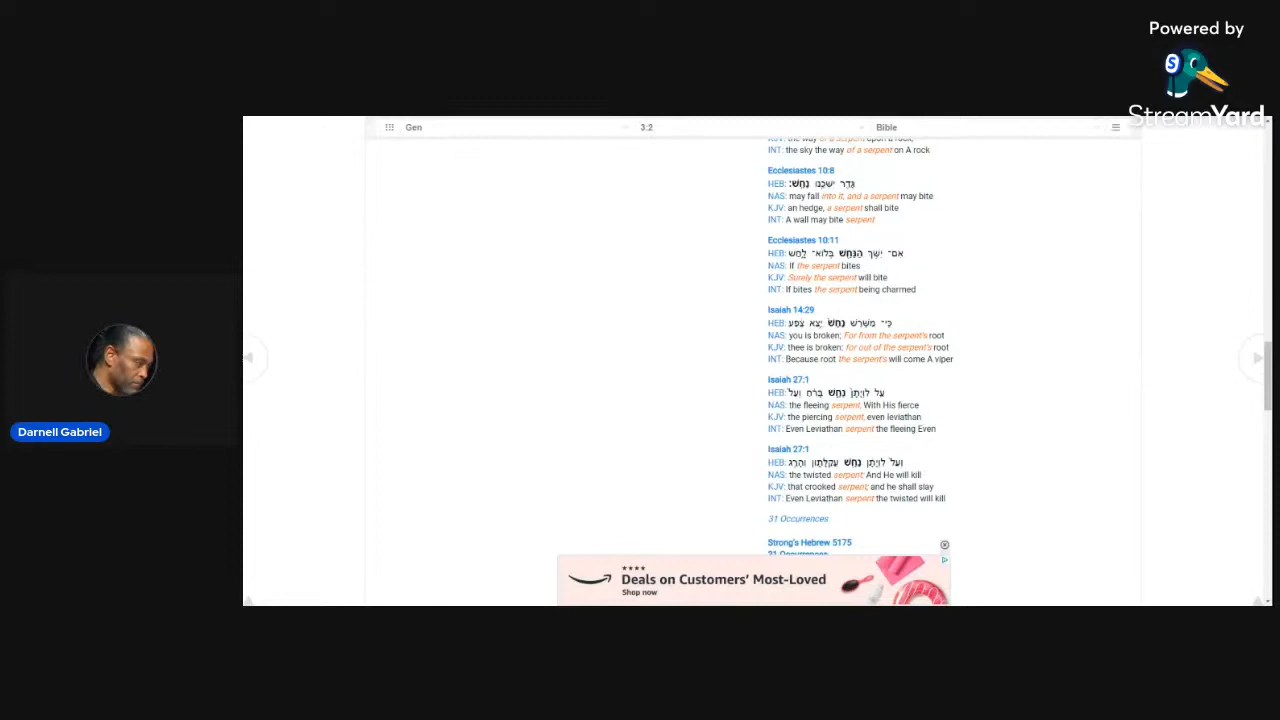 Powered by
StreamYard
Gen 3:2 Bible
INT: the sky the way of a serpent on A rock
Ecclesiastes 10:8
HEB: גָּדֵ֖ר יִשְּׁכֶ֥נּוּ נָחָֽשׁ׃
NAS: may fall into it, and a serpent may bite
KJV: an hedge, a serpent shall bite
INT: A wall may bite serpent
Ecclesiastes 10:11
HEB: אִם־ יִשֹּׁ֥ךְ הַנָּחָ֖שׁ בְּלוֹא־ לָ֑חַשׁ
NAS: If the serpent bites
KJV: Surely the serpent will bite
INT: If bites the serpent being charmed
Isaiah 14:29
HEB: כִּֽי־ מִשֹּׁ֤רֶשׁ נָחָשׁ֙ יֵ֣צֵא צֶ֔פַע
NAS: you is broken; For from the serpent's root
KJV: thee is broken: for out of the serpent's root
INT: Because root the serpent's will come A viper
Isaiah 27:1
HEB: עַ֤ל לִוְיָתָן֙ נָחָ֣שׁ בָּרִ֔חַ וְעַל֙
NAS: the fleeing serpent, With His fierce
KJV: the piercing serpent, even leviathan
INT: Even Leviathan serpent the fleeing Even
Isaiah 27:1
HEB: וְעַל֙ לִוְיָתָ֔ן נָחָ֖שׁ עֲקַלָּת֑וֹן וְהָרַ֥ג
NAS: the twisted serpent; And He will kill
KJV: that crooked serpent; and he shall slay
INT: Even Leviathan serpent the twisted will kill
31 Occurrences
Strong's Hebrew 5175
31 Occurrences
Deals on Customers' Most-Loved
Shop now
Darnell Gabriel